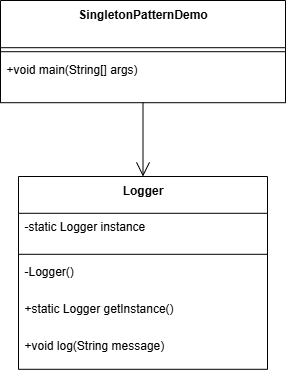 SingletonPatternDemo
+void main(String[] args)
Logger
-static Logger instance
-Logger()
+static Logger getInstance()
+void log(String message)